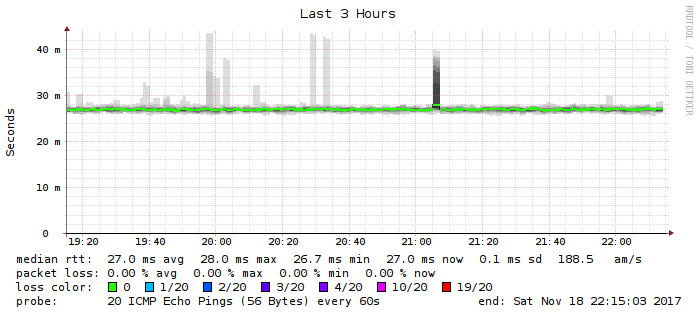 Last 3 Hours
RRDTOOL / TOBI OETIKER
Seconds
40 m
30 m
20 m
10 m
0
19:20 19:40 20:00 20:20 20:40 21:00 21:20 21:40 22:00
median rtt: 27.0 ms avg 28.0 ms max 26.7 ms min 27.0 ms now 0.1 ms sd 188.5 am/s
packet loss: 0.00 % avg 0.00 % max 0.00 % min 0.00 % now
loss color: 0 1/20 2/20 3/20 4/20 10/20 19/20
probe: 20 ICMP Echo Pings (56 Bytes) every 60s end: Sat Nov 18 22:15:03 2017